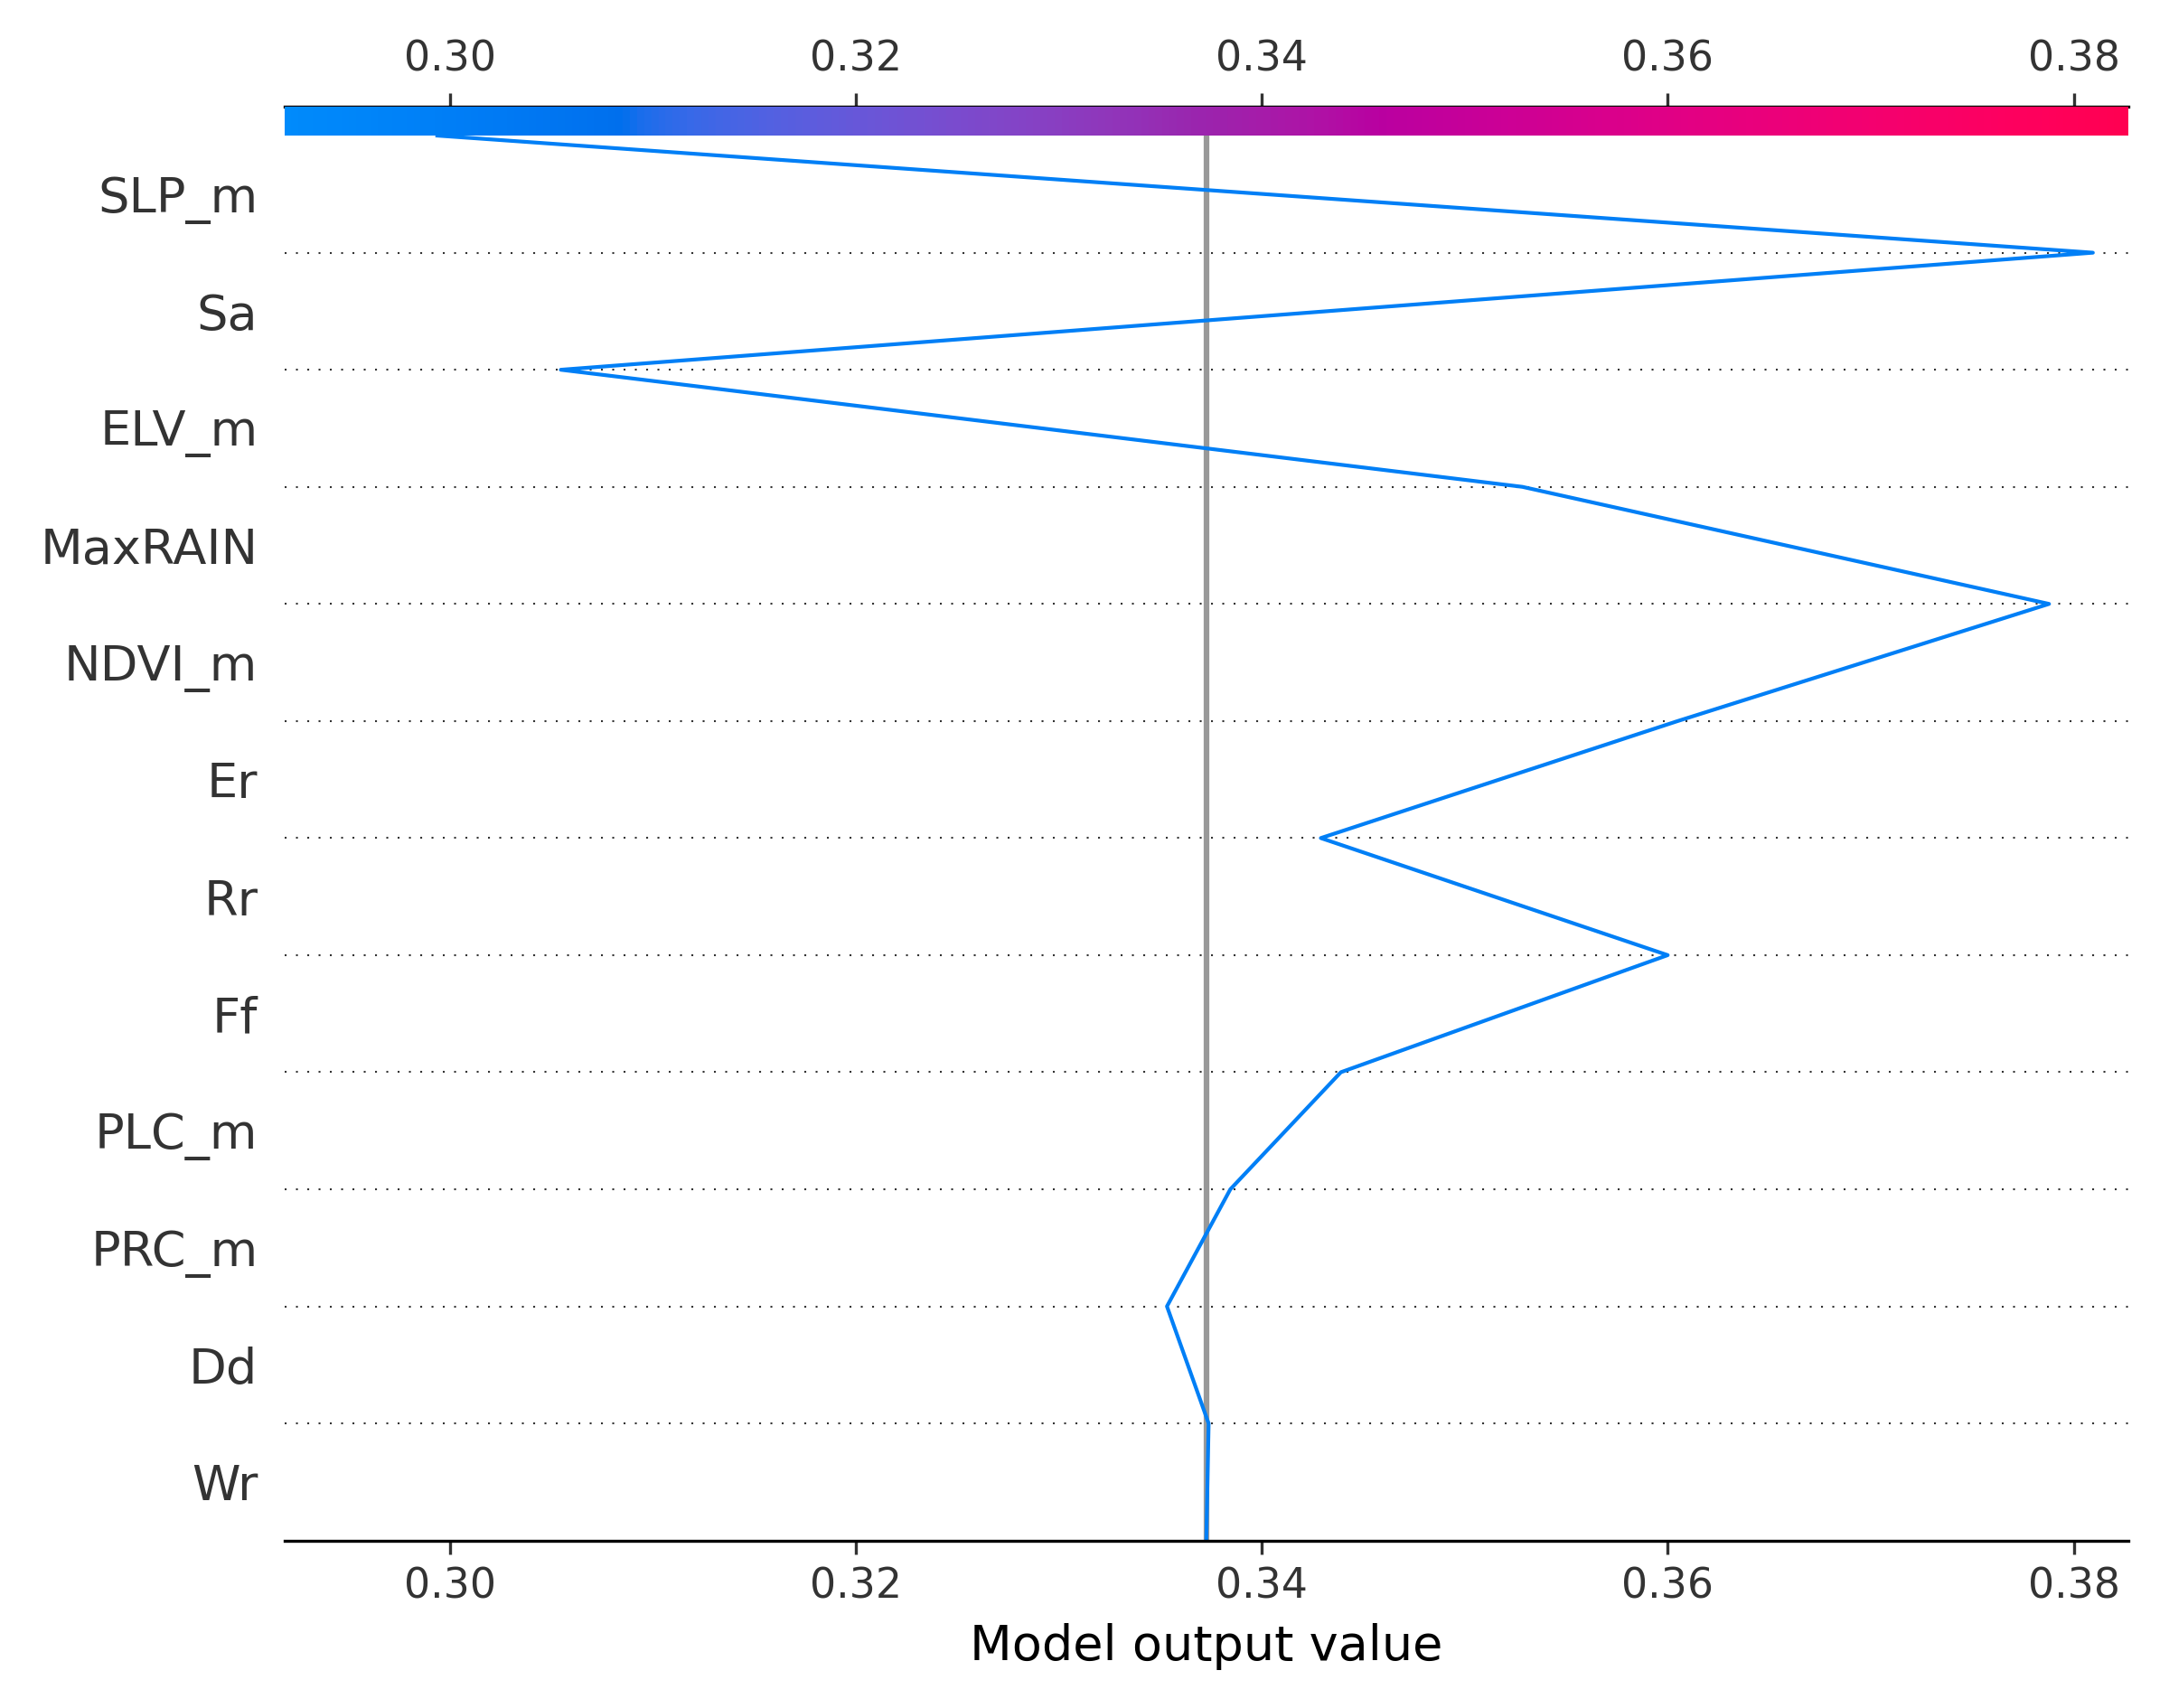 0.30 0.32 0.34 0.36 0.38
SLP_m
Sa
ELV_m
MaxRAIN
NDVI_m
Er
Rr
Ff
PLC_m
PRC_m
Dd
Wr
0.30 0.32 0.34 0.36 0.38
Model output value